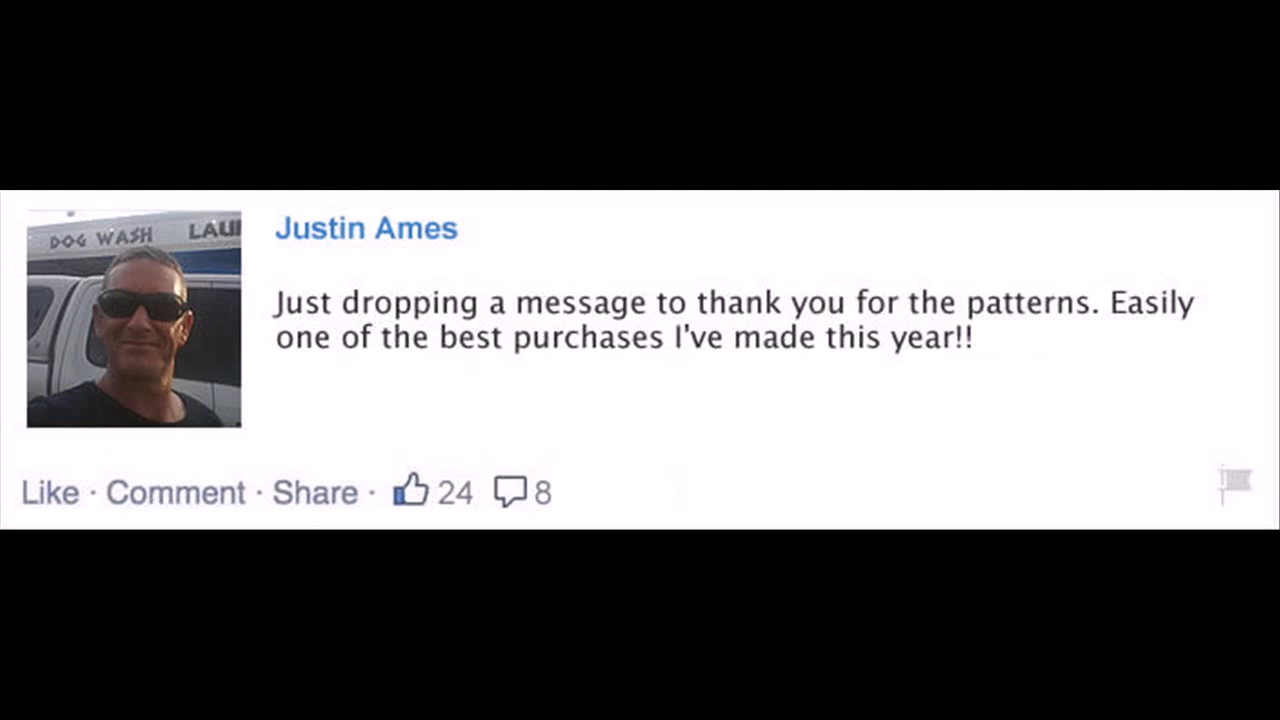 DOG WASH
Justin Ames
Just dropping a message to thank you for the patterns. Easily
one of the best purchases I've made this year!!
Like · Comment · Share · 24 8